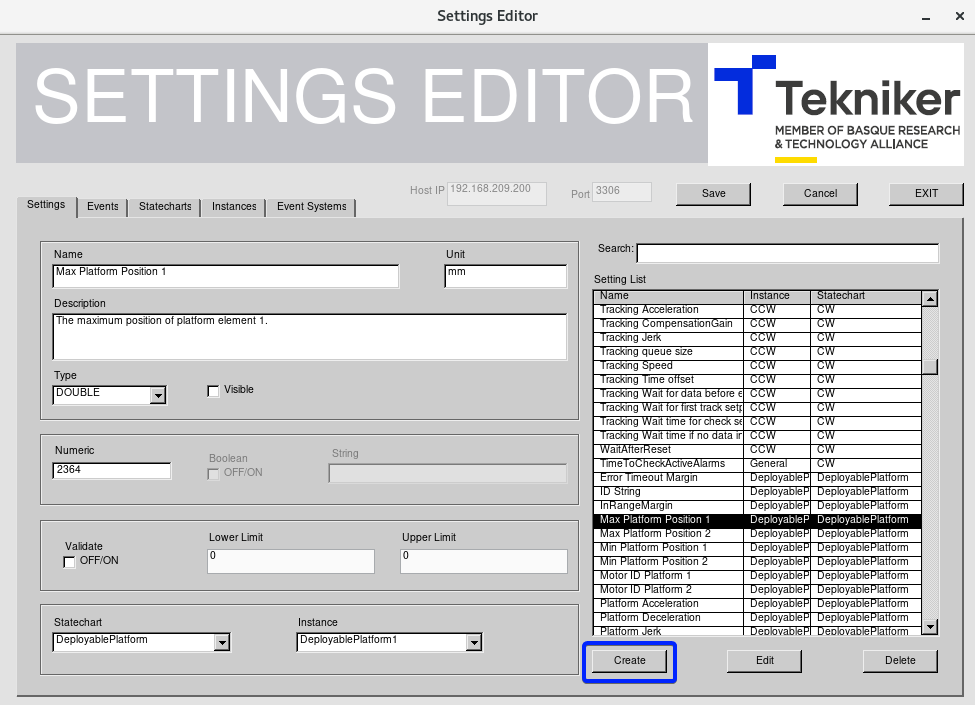 Settings Editor
SETTINGS EDITOR
Tekniker
MEMBER OF BASQUE RESEARCH
& TECHNOLOGY ALLIANCE
Host IP 192.168.209.200 Port 3306 Save Cancel EXIT
Settings Events Statecharts Instances Event Systems
Name Unit
Max Platform Position 1 mm
Description
The maximum position of platform element 1.
Type
DOUBLE Visible
Numeric Boolean String
2364 OFF/ON
Validate Lower Limit Upper Limit
OFF/ON 0 0
Statechart Instance
DeployablePlatform DeployablePlatform1
Search:
Setting List
Name Instance Statechart
Tracking Acceleration CCW CW
Tracking CompensationGain CCW CW
Tracking Jerk CCW CW
Tracking queue size CCW CW
Tracking Speed CCW CW
Tracking Time offset CCW CW
Tracking Wait for data before e CCW CW
Tracking Wait for first track setp CCW CW
Tracking Wait time for check se CCW CW
Tracking Wait time if no data in CCW CW
WaitAfterReset CCW CW
TimeToCheckActiveAlarms General CW
Error Timeout Margin DeployableP DeployablePlatform
ID String DeployableP DeployablePlatform
InRangeMargin DeployableP DeployablePlatform
Max Platform Position 1 DeployableP DeployablePlatform
Max Platform Position 2 DeployableP DeployablePlatform
Min Platform Position 1 DeployableP DeployablePlatform
Min Platform Position 2 DeployableP DeployablePlatform
Motor ID Platform 1 DeployableP DeployablePlatform
Motor ID Platform 2 DeployableP DeployablePlatform
Platform Acceleration DeployableP DeployablePlatform
Platform Deceleration DeployableP DeployablePlatform
Platform Jerk DeployableP DeployablePlatform
Create Edit Delete